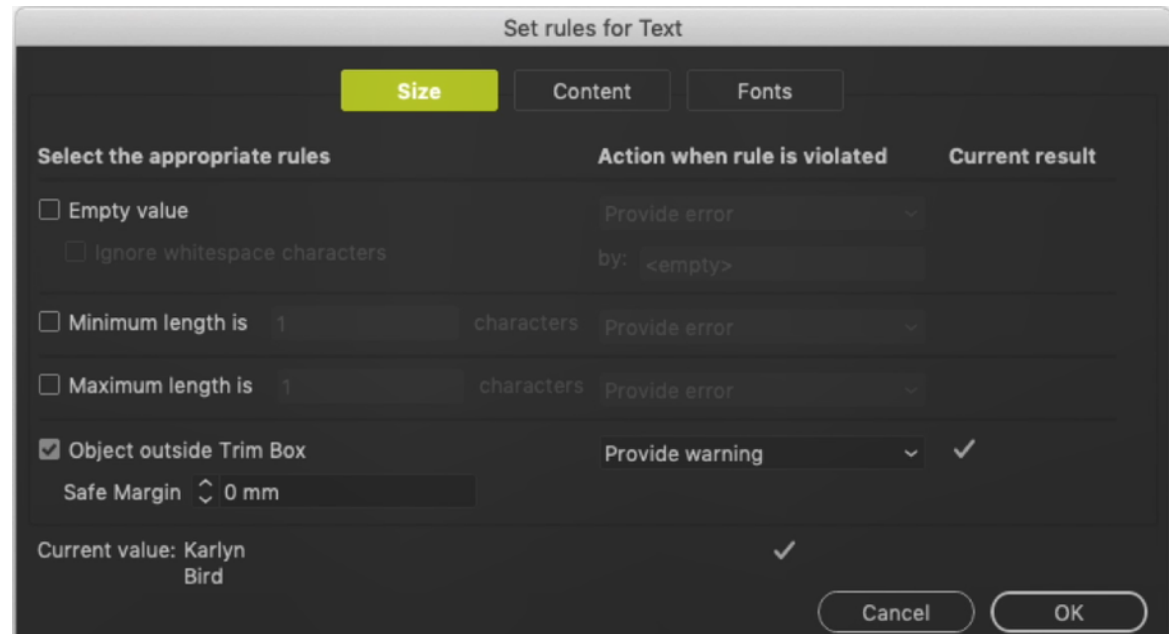 Set rules for Text
Size Content Fonts
Select the appropriate rules Action when rule is violated Current result
Empty value Provide error
Ignore whitespace characters by: <empty>
Minimum length is 1 characters Provide error
Maximum length is 1 characters Provide error
Object outside Trim Box Provide warning
Safe Margin 0 mm
Current value: Karlyn
Bird
Cancel OK